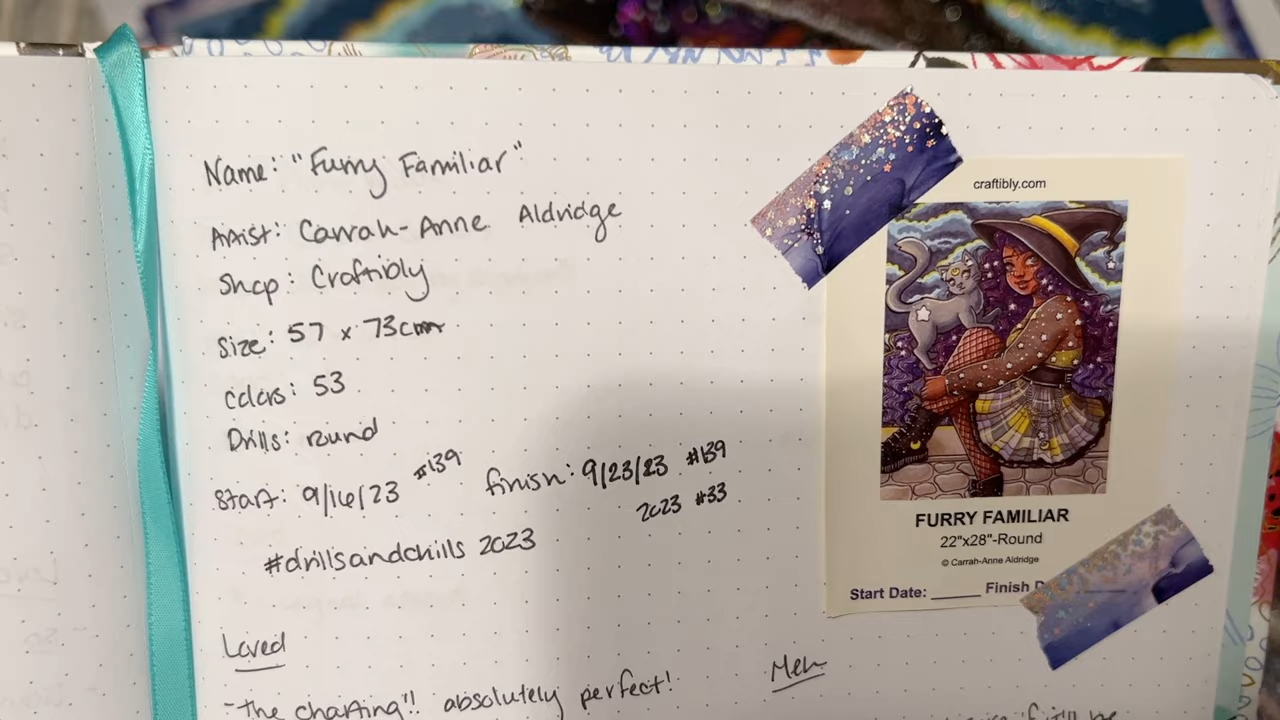 Name: "Furry Familiar"
Artist: Carrah-Anne Aldridge
Shop: Craftibly
Size: 57 x 73cm
Colors: 53
Drills: round
Start: 9/16/23 #139 finish: 9/23/23 #139
2023 #33
#drillsandchills 2023
Loved
-The charting!! absolutely perfect!
Meh
craftibly.com
FURRY FAMILIAR
22"x28"-Round
© Carrah-Anne Aldridge
Start Date: ______ Finish D